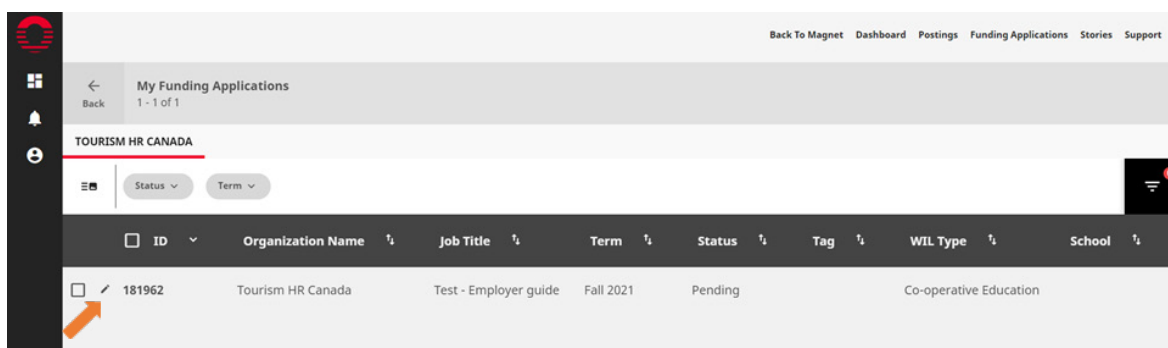 Back To Magnet Dashboard Postings Funding Applications Stories Support
Back
My Funding Applications
1 - 1 of 1
TOURISM HR CANADA
Status Term
ID Organization Name Job Title Term Status Tag WIL Type School
181962 Tourism HR Canada Test - Employer guide Fall 2021 Pending Co-operative Education